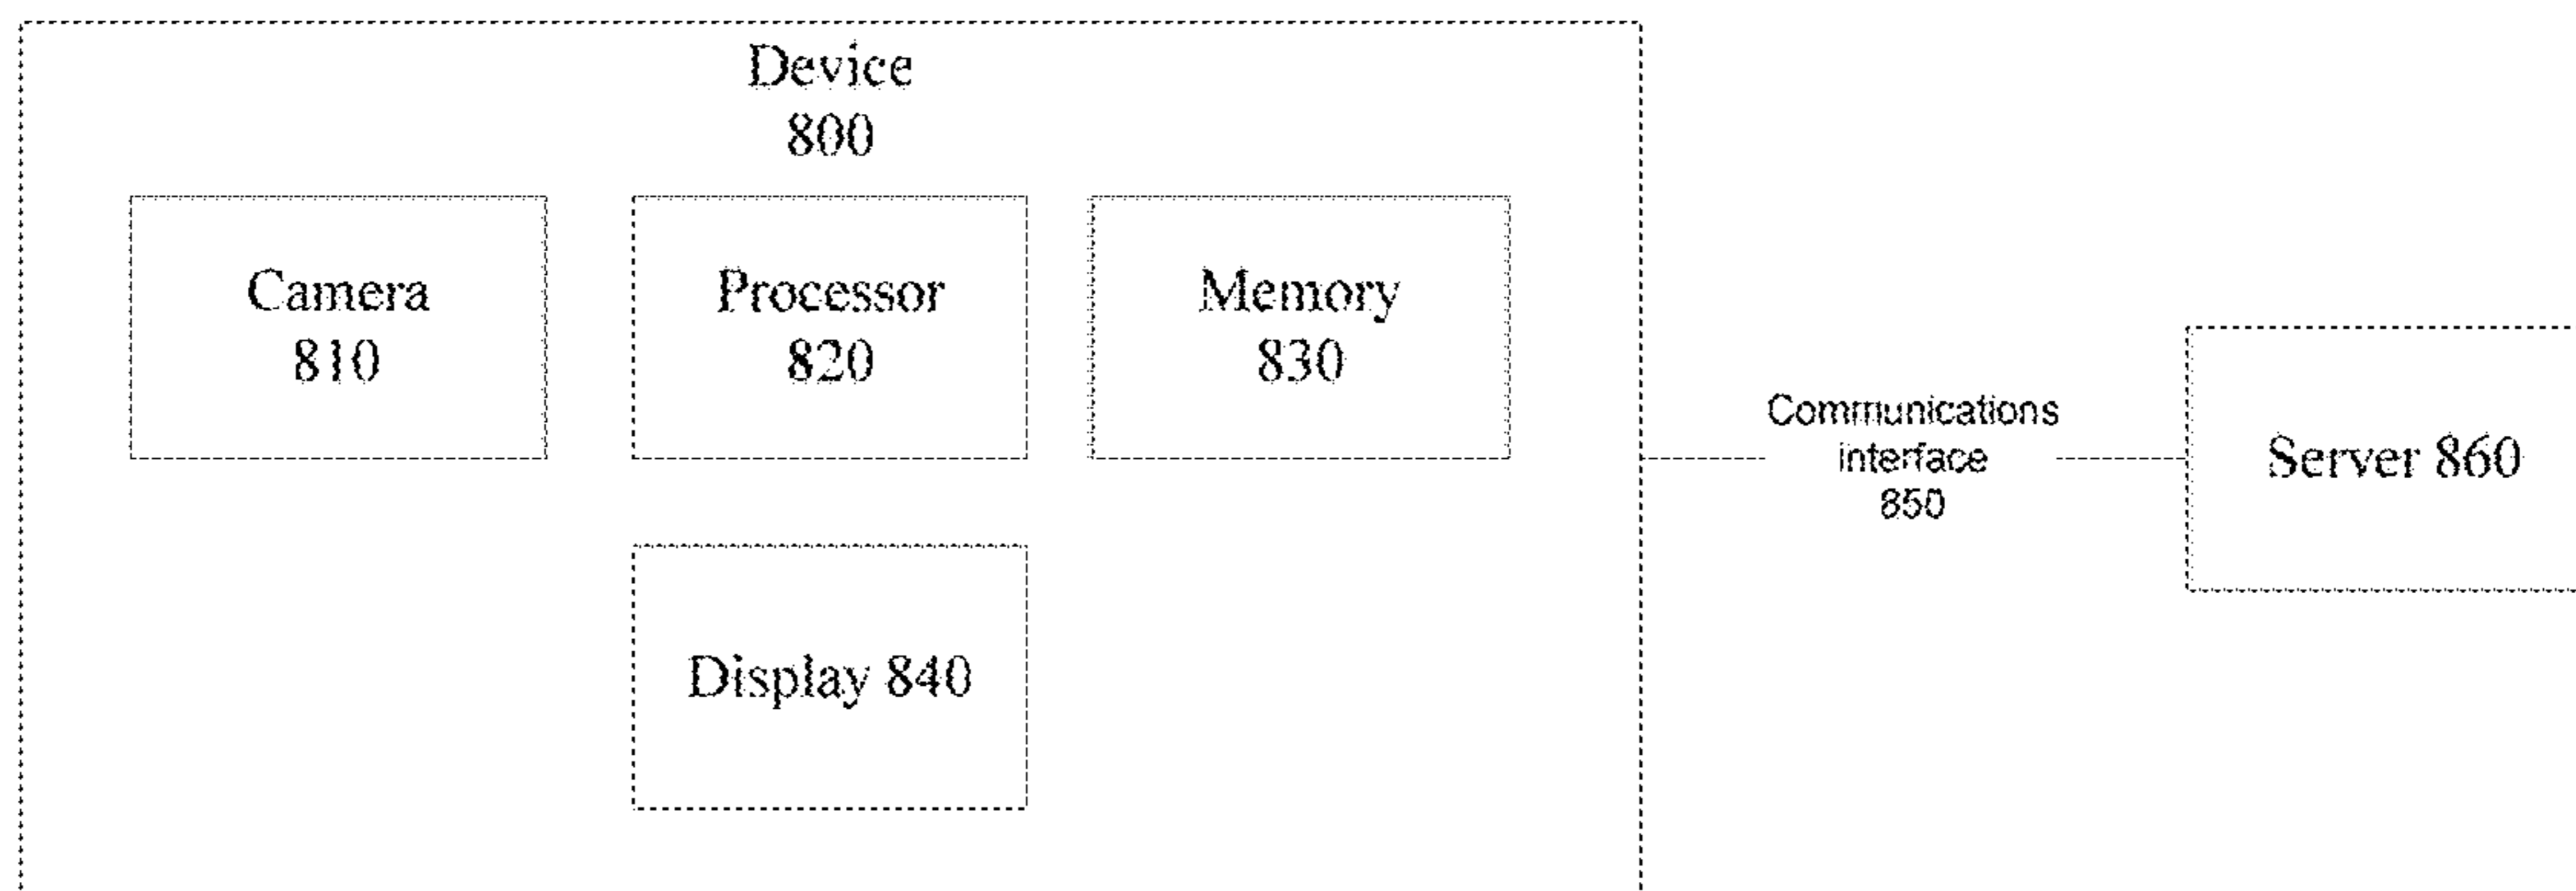 Device
800
Camera
810
Processor
820
Memory
830
Communications
interface
850
Server 860
Display 840